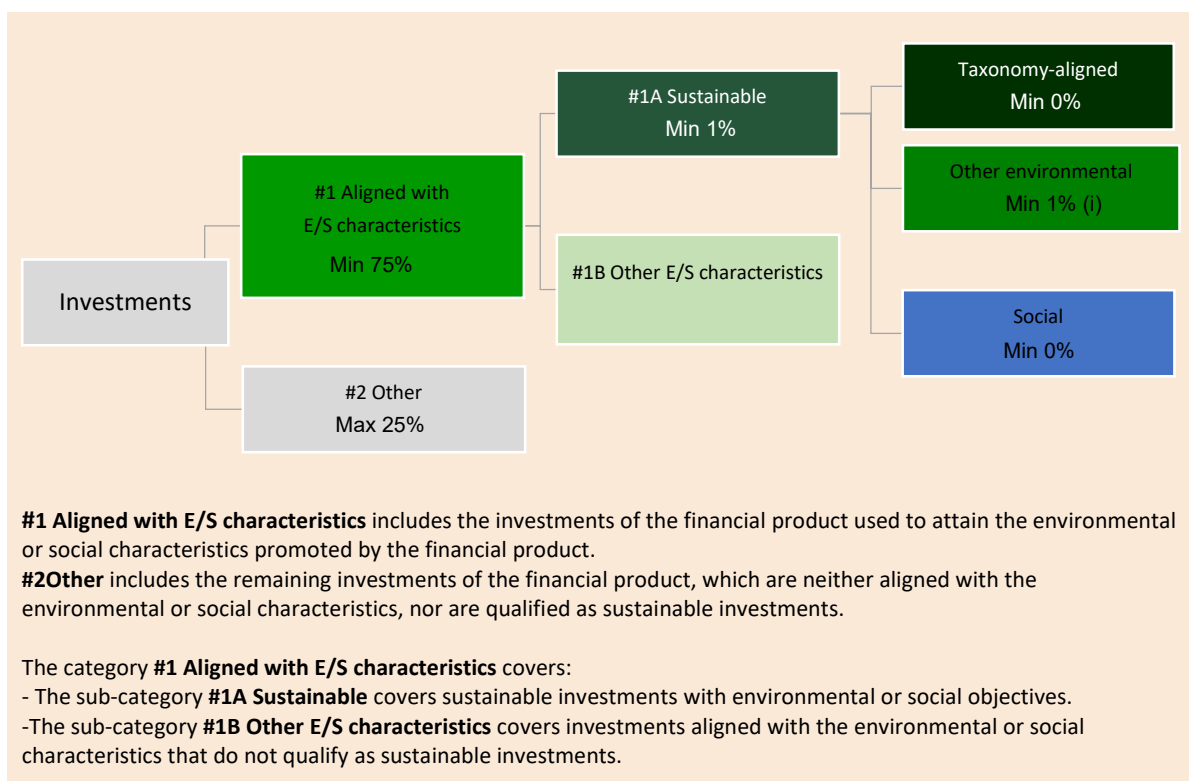 Investments
#1 Aligned with
E/S characteristics
Min 75%
#2 Other
Max 25%
#1A Sustainable
Min 1%
#1B Other E/S characteristics
Taxonomy-aligned
Min 0%
Other environmental
Min 1% (i)
Social
Min 0%
#1 Aligned with E/S characteristics includes the investments of the financial product used to attain the environmental
or social characteristics promoted by the financial product.
#2Other includes the remaining investments of the financial product, which are neither aligned with the
environmental or social characteristics, nor are qualified as sustainable investments.
The category #1 Aligned with E/S characteristics covers:
- The sub-category #1A Sustainable covers sustainable investments with environmental or social objectives.
-The sub-category #1B Other E/S characteristics covers investments aligned with the environmental or social
characteristics that do not qualify as sustainable investments.